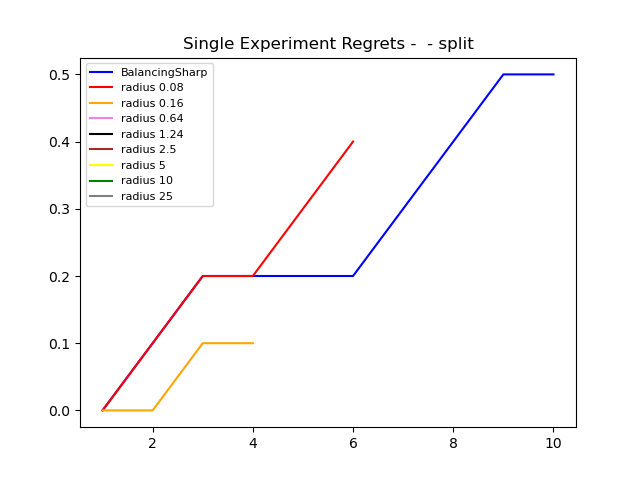 Single Experiment Regrets -  - split
BalancingSharp
radius 0.08
radius 0.16
radius 0.64
radius 1.24
radius 2.5
radius 5
radius 10
radius 25
0.5
0.4
0.3
0.2
0.1
0.0
2
4
6
8
10